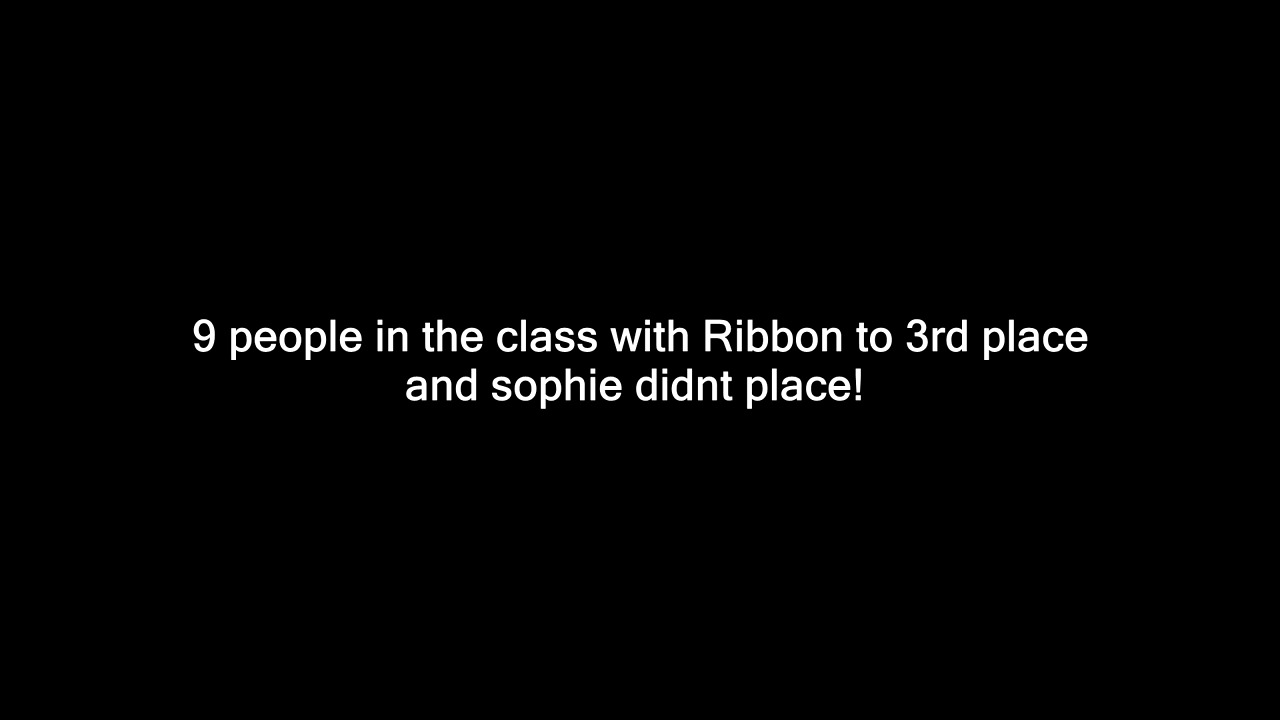 9 people in the class with Ribbon to 3rd place
and sophie didnt place!